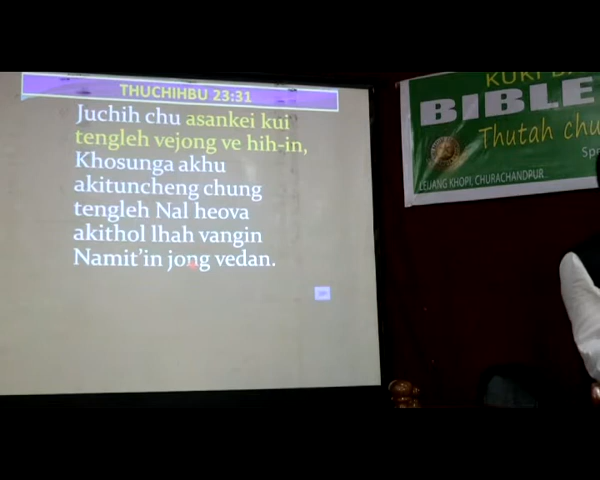 THUCHIHBU 23:31
Juchih chu asankei kui
tengleh vejong ve hih-in,
Khosunga akhu
akituncheng chung
tengleh Nal heova
akithol lhah vangin
Namit'in jong vedan.
KUKI
BIBLE
Thutah
LEIJANG KHOPI, CHURACHANDPUR